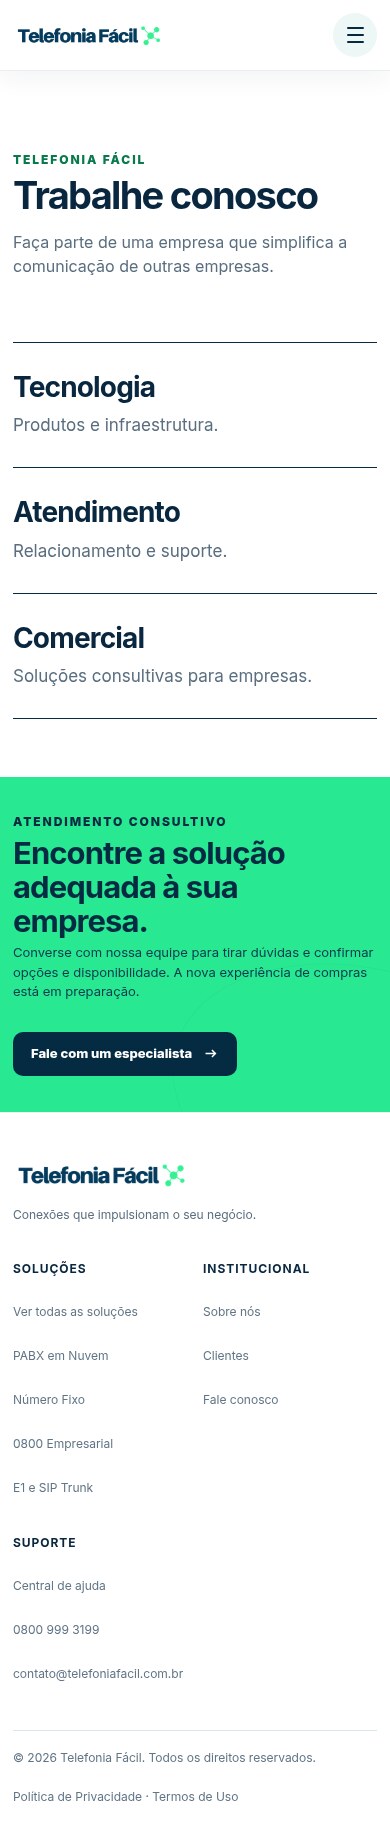 Telefonia Fácil
TELEFONIA FÁCIL
Trabalhe conosco
Faça parte de uma empresa que simplifica a
comunicação de outras empresas.
Tecnologia
Produtos e infraestrutura.
Atendimento
Relacionamento e suporte.
Comercial
Soluções consultivas para empresas.
ATENDIMENTO CONSULTIVO
Encontre a solução
adequada à sua
empresa.
Converse com nossa equipe para tirar dúvidas e confirmar
opções e disponibilidade. A nova experiência de compras
está em preparação.
Fale com um especialista →
Telefonia Fácil
Conexões que impulsionam o seu negócio.
SOLUÇÕES
Ver todas as soluções
PABX em Nuvem
Número Fixo
0800 Empresarial
E1 e SIP Trunk
INSTITUCIONAL
Sobre nós
Clientes
Fale conosco
SUPORTE
Central de ajuda
0800 999 3199
contato@telefoniafacil.com.br
© 2026 Telefonia Fácil. Todos os direitos reservados.
Política de Privacidade · Termos de Uso